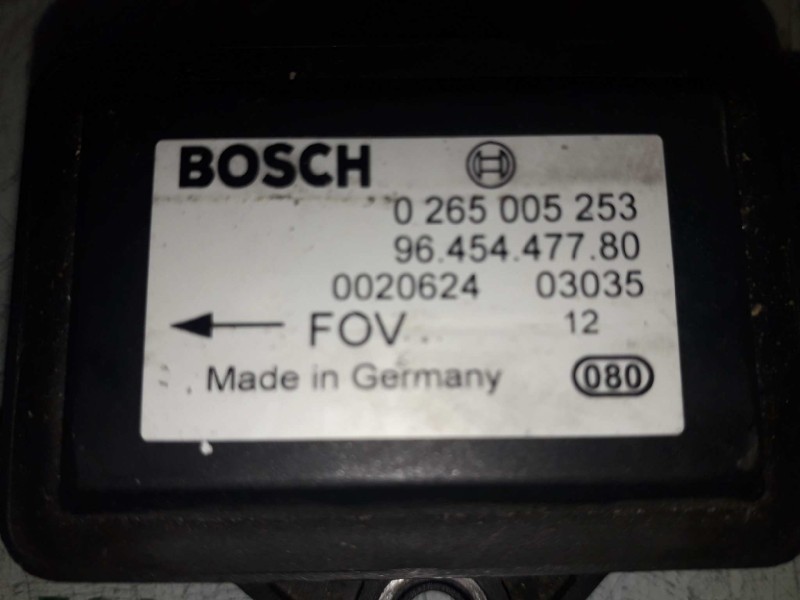 BOSCH
0 265 005 253
96.454.477.80
0020624 03035
FOV 12
Made in Germany 080